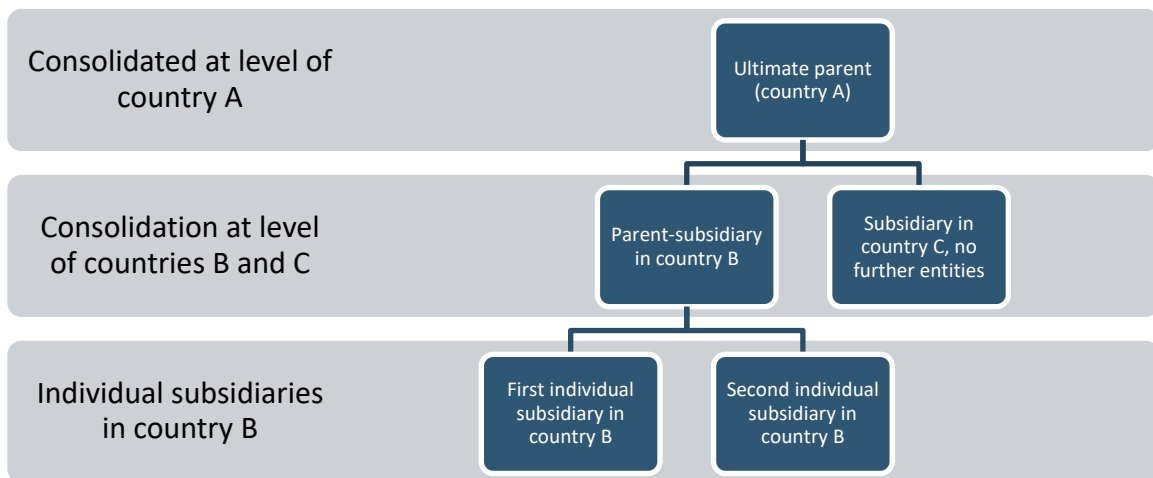 Consolidated at level of
country A
Ultimate parent
(country A)
Consolidation at level
of countries B and C
Parent-subsidiary
in country B
Subsidiary in
country C, no
further entities
Individual subsidiaries
in country B
First individual
subsidiary in
country B
Second individual
subsidiary in
country B